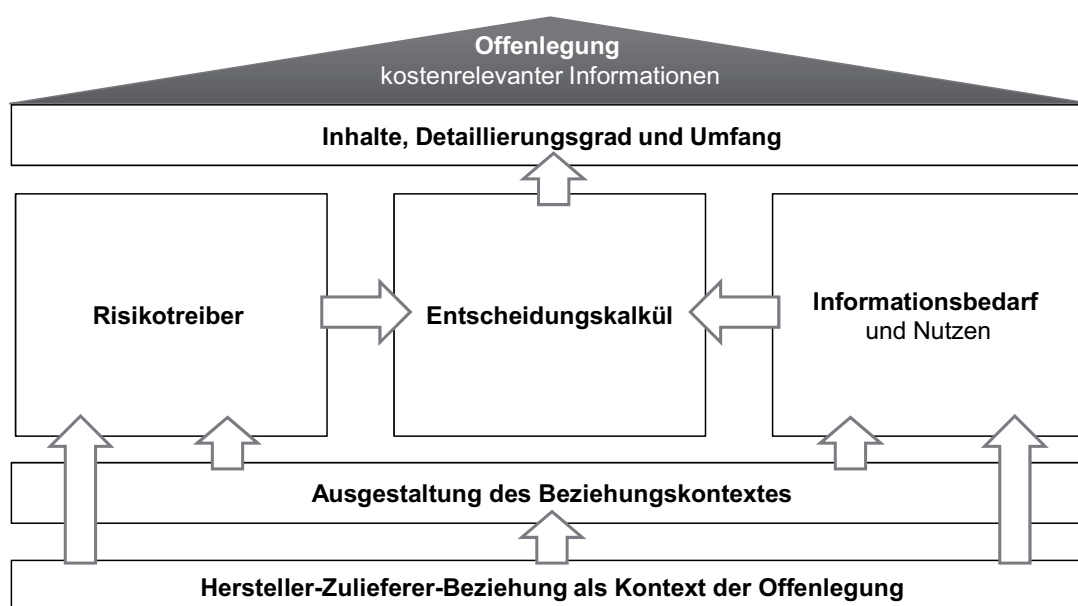 Offenlegung
kostenrelevanter Informationen
Inhalte, Detaillierungsgrad und Umfang
Risikotreiber
Entscheidungskalkül
Informationsbedarf
und Nutzen
Ausgestaltung des Beziehungskontextes
Hersteller-Zulieferer-Beziehung als Kontext der Offenlegung